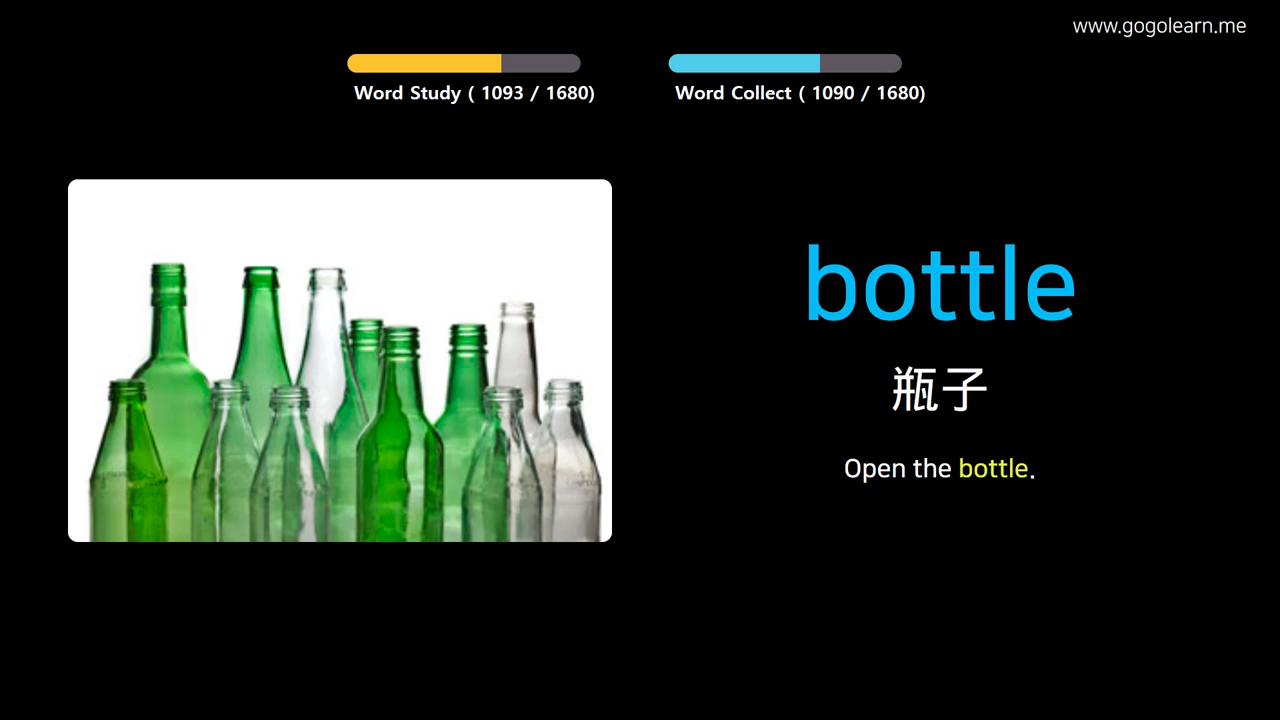 www.gogolearn.me
Word Study ( 1093 / 1680)
Word Collect ( 1090 / 1680)
bottle
瓶子
Open the bottle.